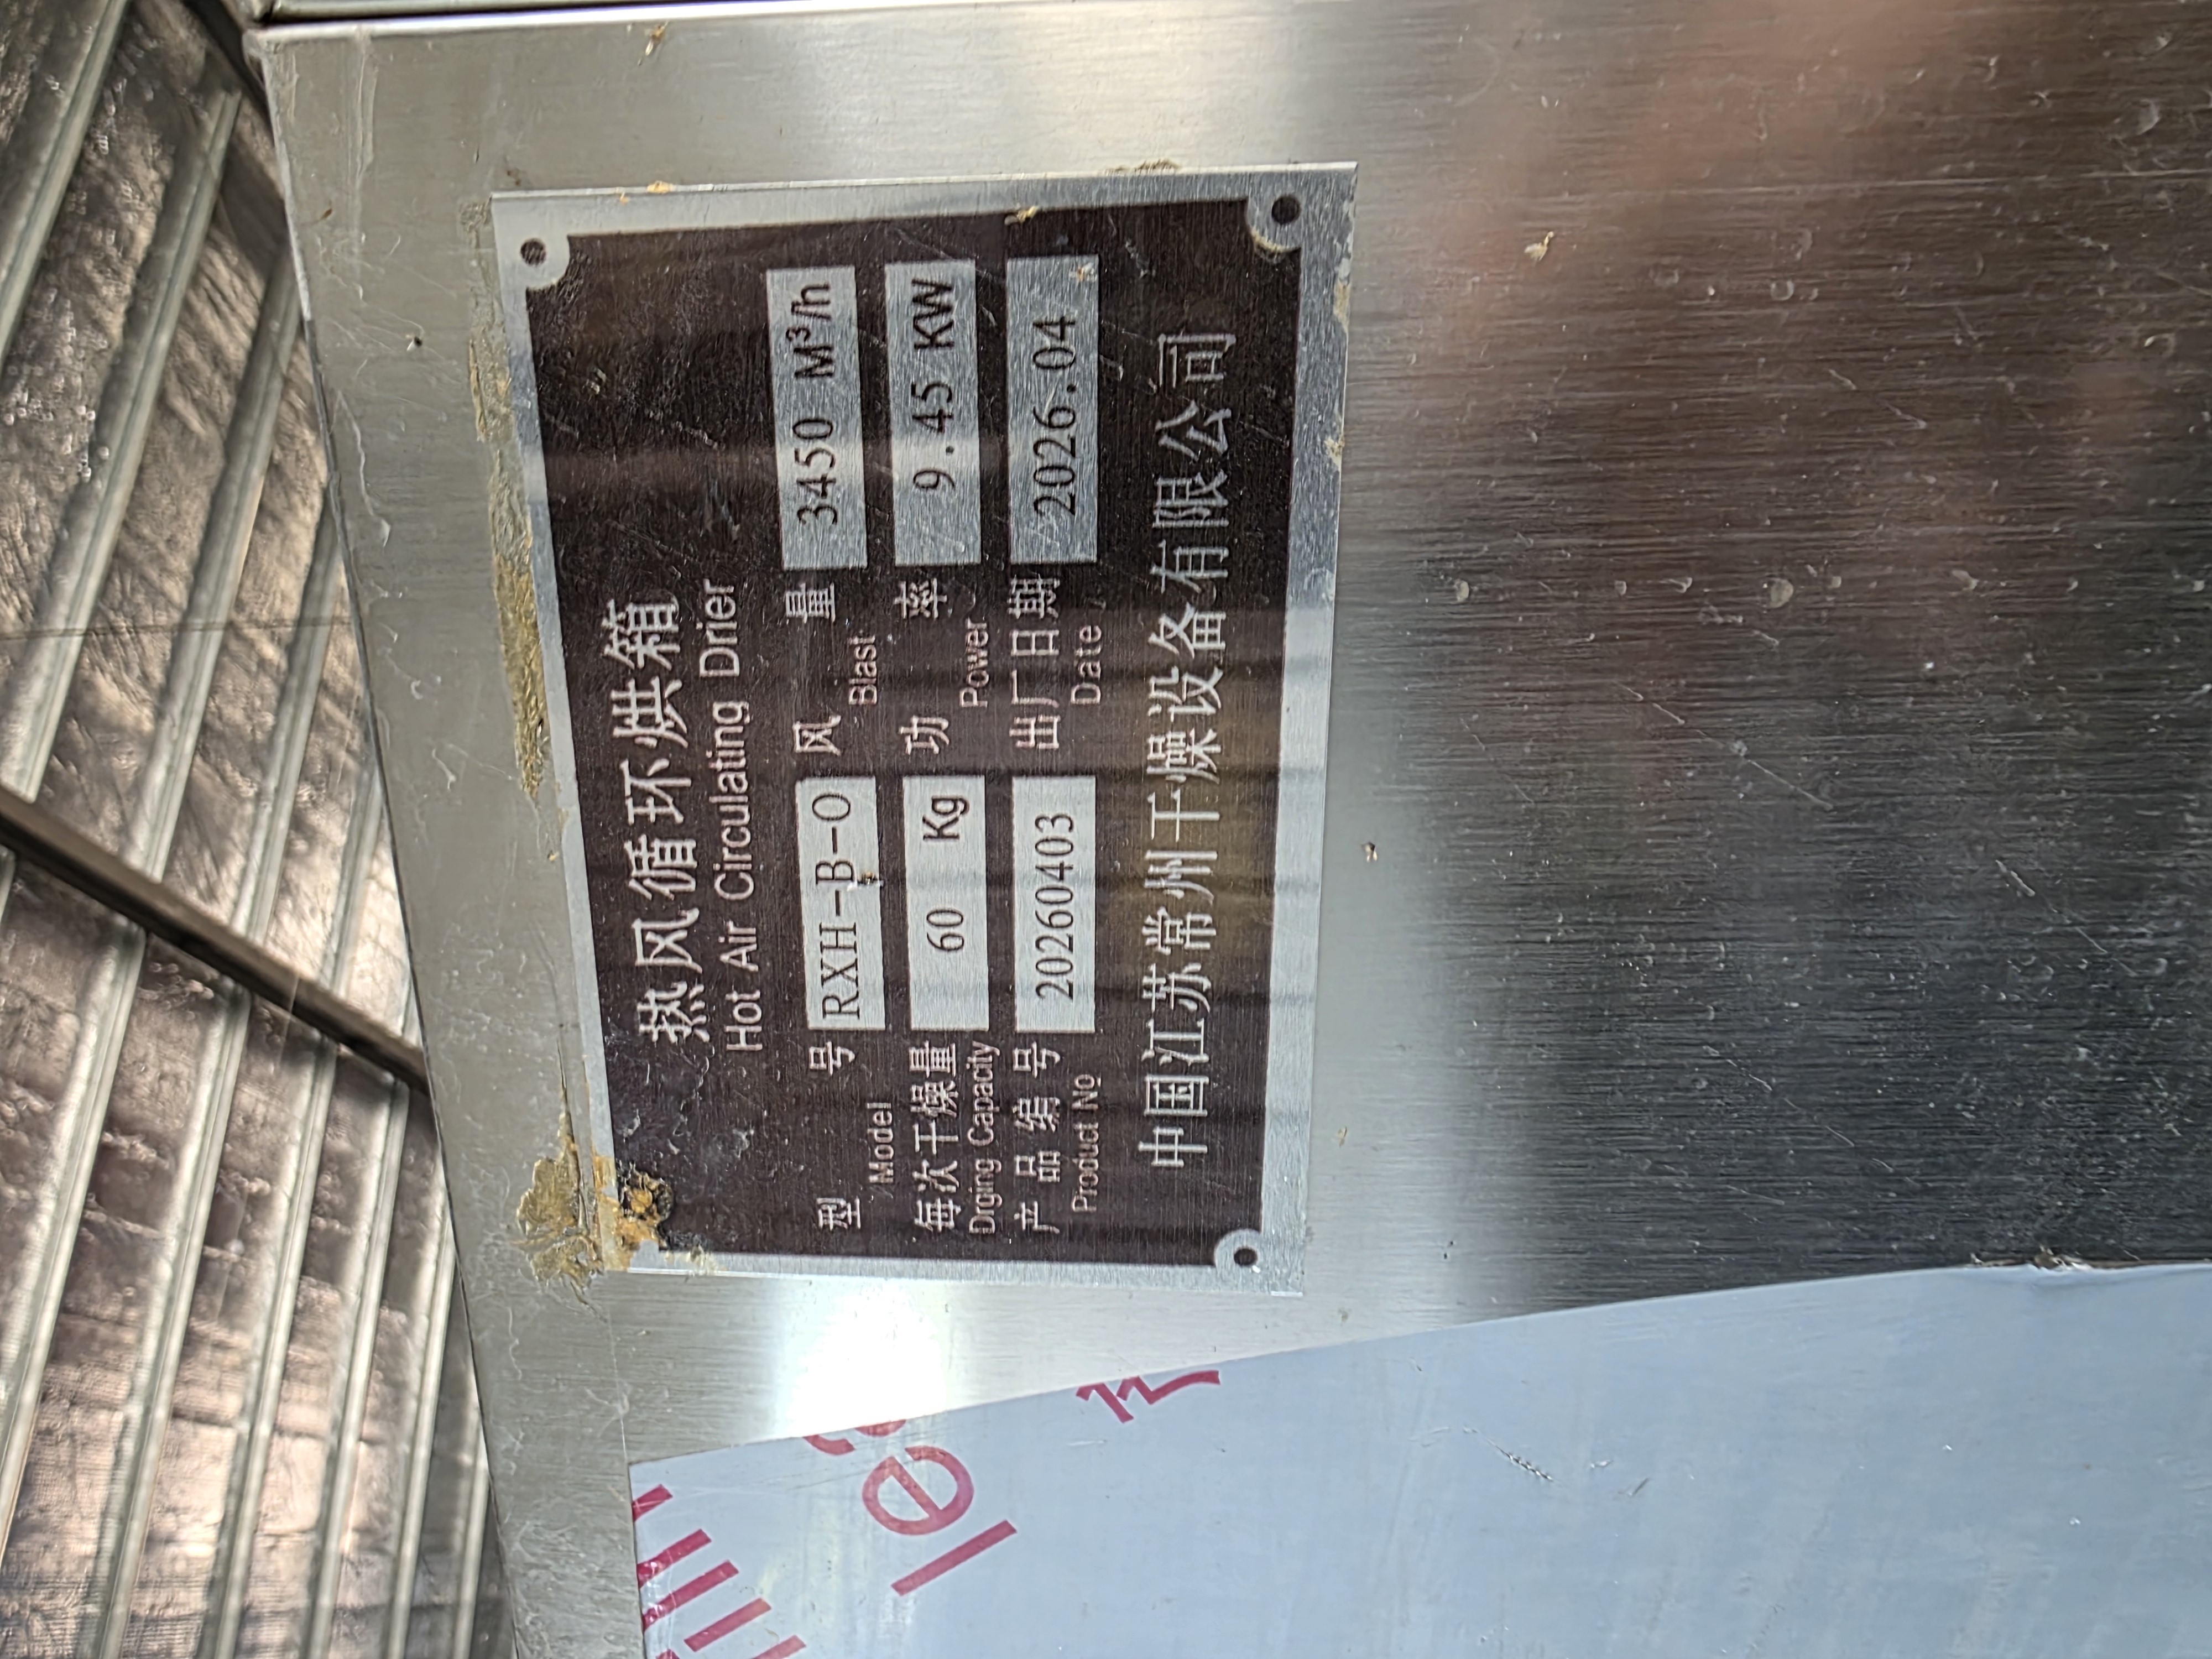 热风循环烘箱
Hot Air Circulating Drier
型 号 RXH-B-O 风 量 3450 M³/h
Model Blast
每次干燥量 60 Kg 功 率 9.45 KW
Drging Capacity Power
产品编号 20260403 出厂日期 2026.04
Product No Date
中国江苏常州干燥设备有限公司